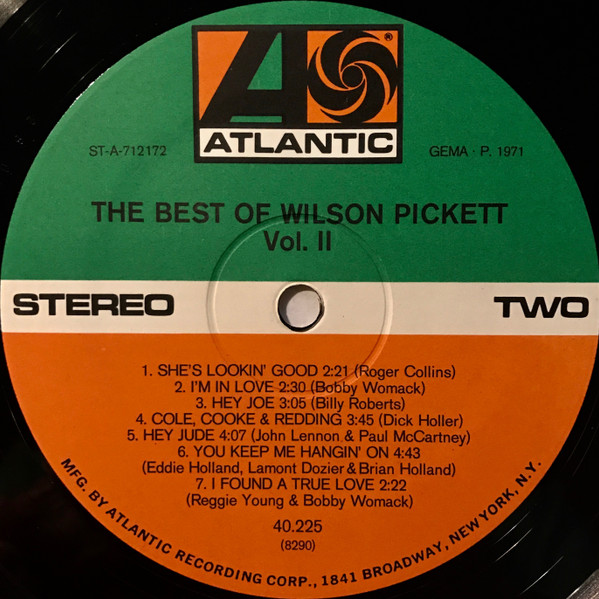 ATLANTIC
®
ST-A-712172
GEMA · P. 1971
THE BEST OF WILSON PICKETT
Vol. II
STEREO
TWO
1. SHE'S LOOKIN' GOOD 2:21 (Roger Collins)
2. I'M IN LOVE 2:30 (Bobby Womack)
3. HEY JOE 3:05 (Billy Roberts)
4. COLE, COOKE & REDDING 3:45 (Dick Holler)
5. HEY JUDE 4:07 (John Lennon & Paul McCartney)
6. YOU KEEP ME HANGIN' ON 4:43
(Eddie Holland, Lamont Dozier & Brian Holland)
7. I FOUND A TRUE LOVE 2:22
(Reggie Young & Bobby Womack)
40.225
(8290)
MFG. BY ATLANTIC RECORDING CORP., 1841 BROADWAY, NEW YORK, N.Y.